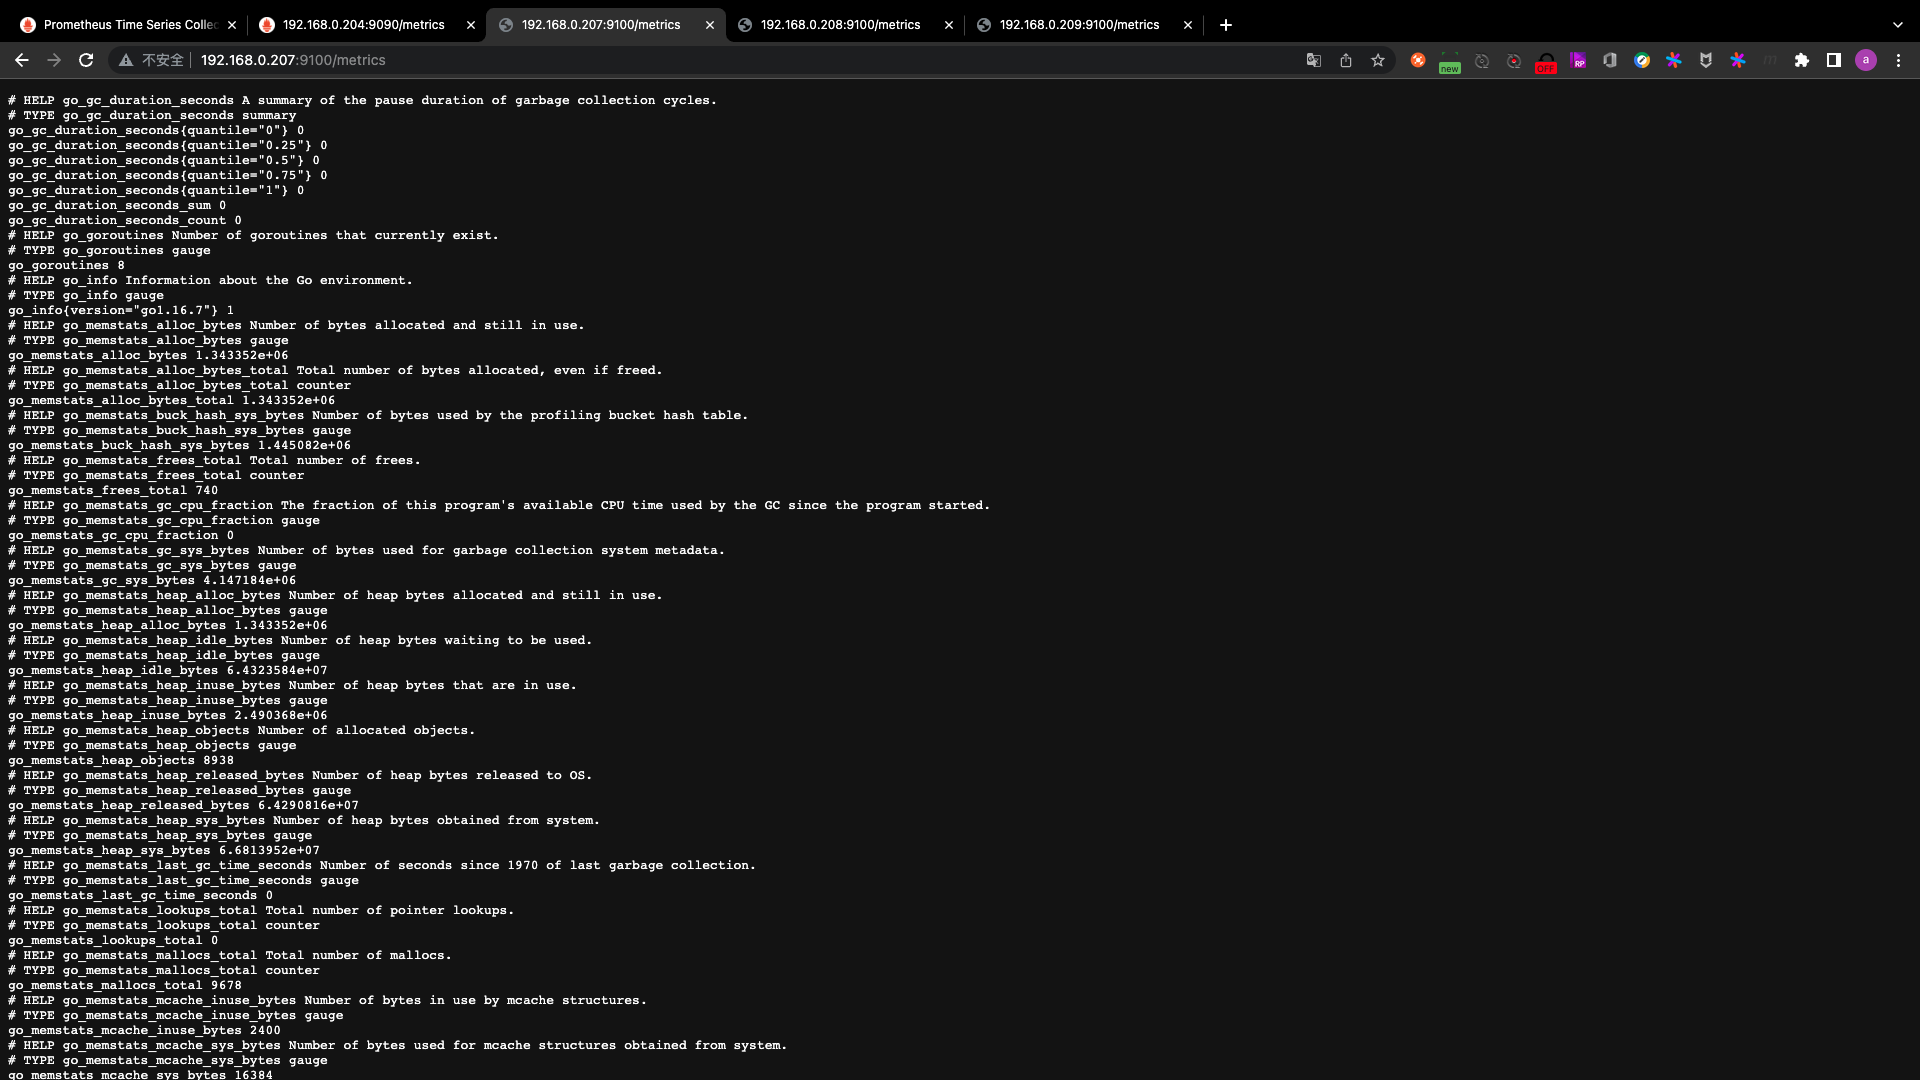 Prometheus Time Series Collec
192.168.0.204:9090/metrics
192.168.0.207:9100/metrics
192.168.0.208:9100/metrics
192.168.0.209:9100/metrics
不安全
192.168.0.207:9100/metrics
new
OFF
RP
a
# HELP go_gc_duration_seconds A summary of the pause duration of garbage collection cycles.
# TYPE go_gc_duration_seconds summary
go_gc_duration_seconds{quantile="0"} 0
go_gc_duration_seconds{quantile="0.25"} 0
go_gc_duration_seconds{quantile="0.5"} 0
go_gc_duration_seconds{quantile="0.75"} 0
go_gc_duration_seconds{quantile="1"} 0
go_gc_duration_seconds_sum 0
go_gc_duration_seconds_count 0
# HELP go_goroutines Number of goroutines that currently exist.
# TYPE go_goroutines gauge
go_goroutines 8
# HELP go_info Information about the Go environment.
# TYPE go_info gauge
go_info{version="go1.16.7"} 1
# HELP go_memstats_alloc_bytes Number of bytes allocated and still in use.
# TYPE go_memstats_alloc_bytes gauge
go_memstats_alloc_bytes 1.343352e+06
# HELP go_memstats_alloc_bytes_total Total number of bytes allocated, even if freed.
# TYPE go_memstats_alloc_bytes_total counter
go_memstats_alloc_bytes_total 1.343352e+06
# HELP go_memstats_buck_hash_sys_bytes Number of bytes used by the profiling bucket hash table.
# TYPE go_memstats_buck_hash_sys_bytes gauge
go_memstats_buck_hash_sys_bytes 1.445082e+06
# HELP go_memstats_frees_total Total number of frees.
# TYPE go_memstats_frees_total counter
go_memstats_frees_total 740
# HELP go_memstats_gc_cpu_fraction The fraction of this program's available CPU time used by the GC since the program started.
# TYPE go_memstats_gc_cpu_fraction gauge
go_memstats_gc_cpu_fraction 0
# HELP go_memstats_gc_sys_bytes Number of bytes used for garbage collection system metadata.
# TYPE go_memstats_gc_sys_bytes gauge
go_memstats_gc_sys_bytes 4.147184e+06
# HELP go_memstats_heap_alloc_bytes Number of heap bytes allocated and still in use.
# TYPE go_memstats_heap_alloc_bytes gauge
go_memstats_heap_alloc_bytes 1.343352e+06
# HELP go_memstats_heap_idle_bytes Number of heap bytes waiting to be used.
# TYPE go_memstats_heap_idle_bytes gauge
go_memstats_heap_idle_bytes 6.4323584e+07
# HELP go_memstats_heap_inuse_bytes Number of heap bytes that are in use.
# TYPE go_memstats_heap_inuse_bytes gauge
go_memstats_heap_inuse_bytes 2.490368e+06
# HELP go_memstats_heap_objects Number of allocated objects.
# TYPE go_memstats_heap_objects gauge
go_memstats_heap_objects 8938
# HELP go_memstats_heap_released_bytes Number of heap bytes released to OS.
# TYPE go_memstats_heap_released_bytes gauge
go_memstats_heap_released_bytes 6.4290816e+07
# HELP go_memstats_heap_sys_bytes Number of heap bytes obtained from system.
# TYPE go_memstats_heap_sys_bytes gauge
go_memstats_heap_sys_bytes 6.6813952e+07
# HELP go_memstats_last_gc_time_seconds Number of seconds since 1970 of last garbage collection.
# TYPE go_memstats_last_gc_time_seconds gauge
go_memstats_last_gc_time_seconds 0
# HELP go_memstats_lookups_total Total number of pointer lookups.
# TYPE go_memstats_lookups_total counter
go_memstats_lookups_total 0
# HELP go_memstats_mallocs_total Total number of mallocs.
# TYPE go_memstats_mallocs_total counter
go_memstats_mallocs_total 9678
# HELP go_memstats_mcache_inuse_bytes Number of bytes in use by mcache structures.
# TYPE go_memstats_mcache_inuse_bytes gauge
go_memstats_mcache_inuse_bytes 2400
# HELP go_memstats_mcache_sys_bytes Number of bytes used for mcache structures obtained from system.
# TYPE go_memstats_mcache_sys_bytes gauge
go_memstats_mcache_sys_bytes 16384